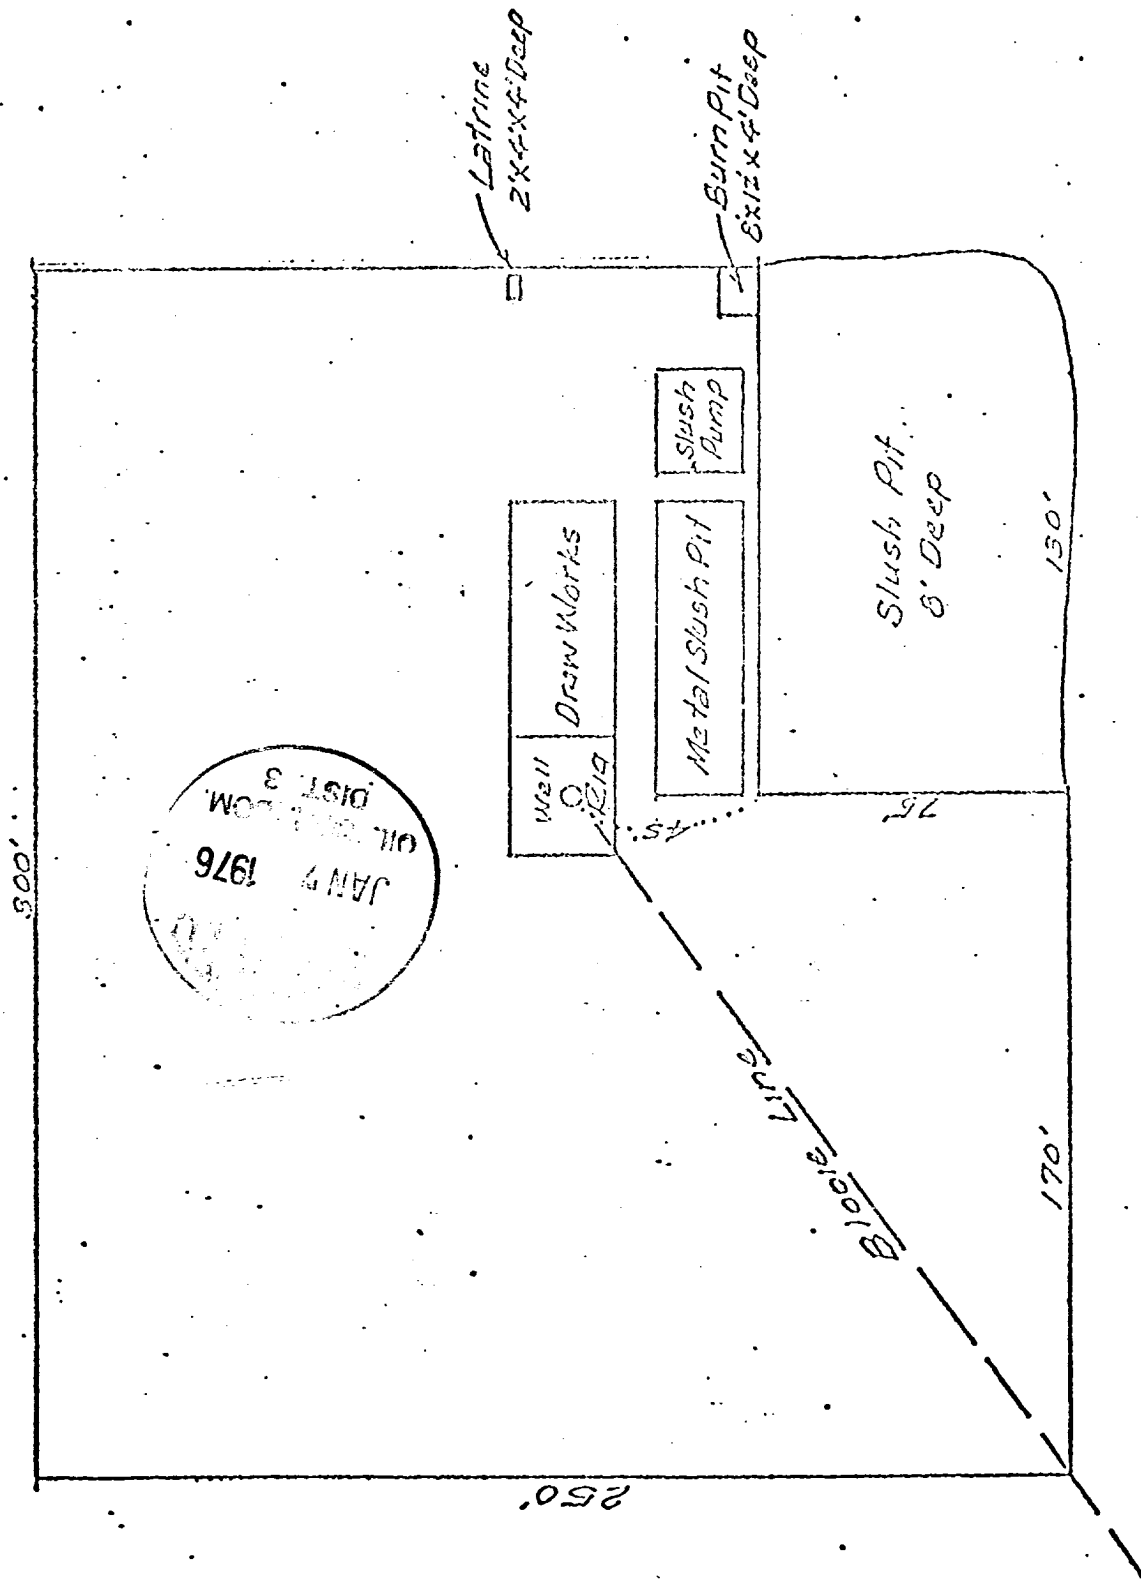 300'
Latrine
2'x4'x4' Deep
Burn Pit
8'x12'x4' Deep
Well
Rig
Draw Works
Slush
Pump
Metal Slush Pit
45'
75'
Slush Pit
8' Deep
130'
170'
Blooie Line
250'
JAN 1976
OIL COM.
DIST. 3